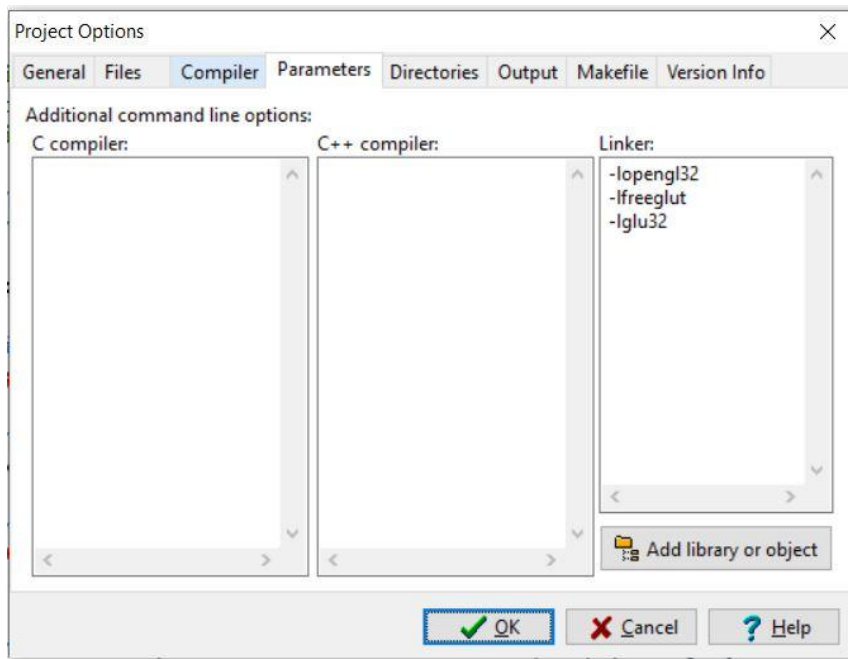 Project Options
General Files Compiler Parameters Directories Output Makefile Version Info
Additional command line options:
C compiler:
C++ compiler:
Linker:
-lopengl32
-lfreeglut
-lglu32
Add library or object
OK Cancel Help